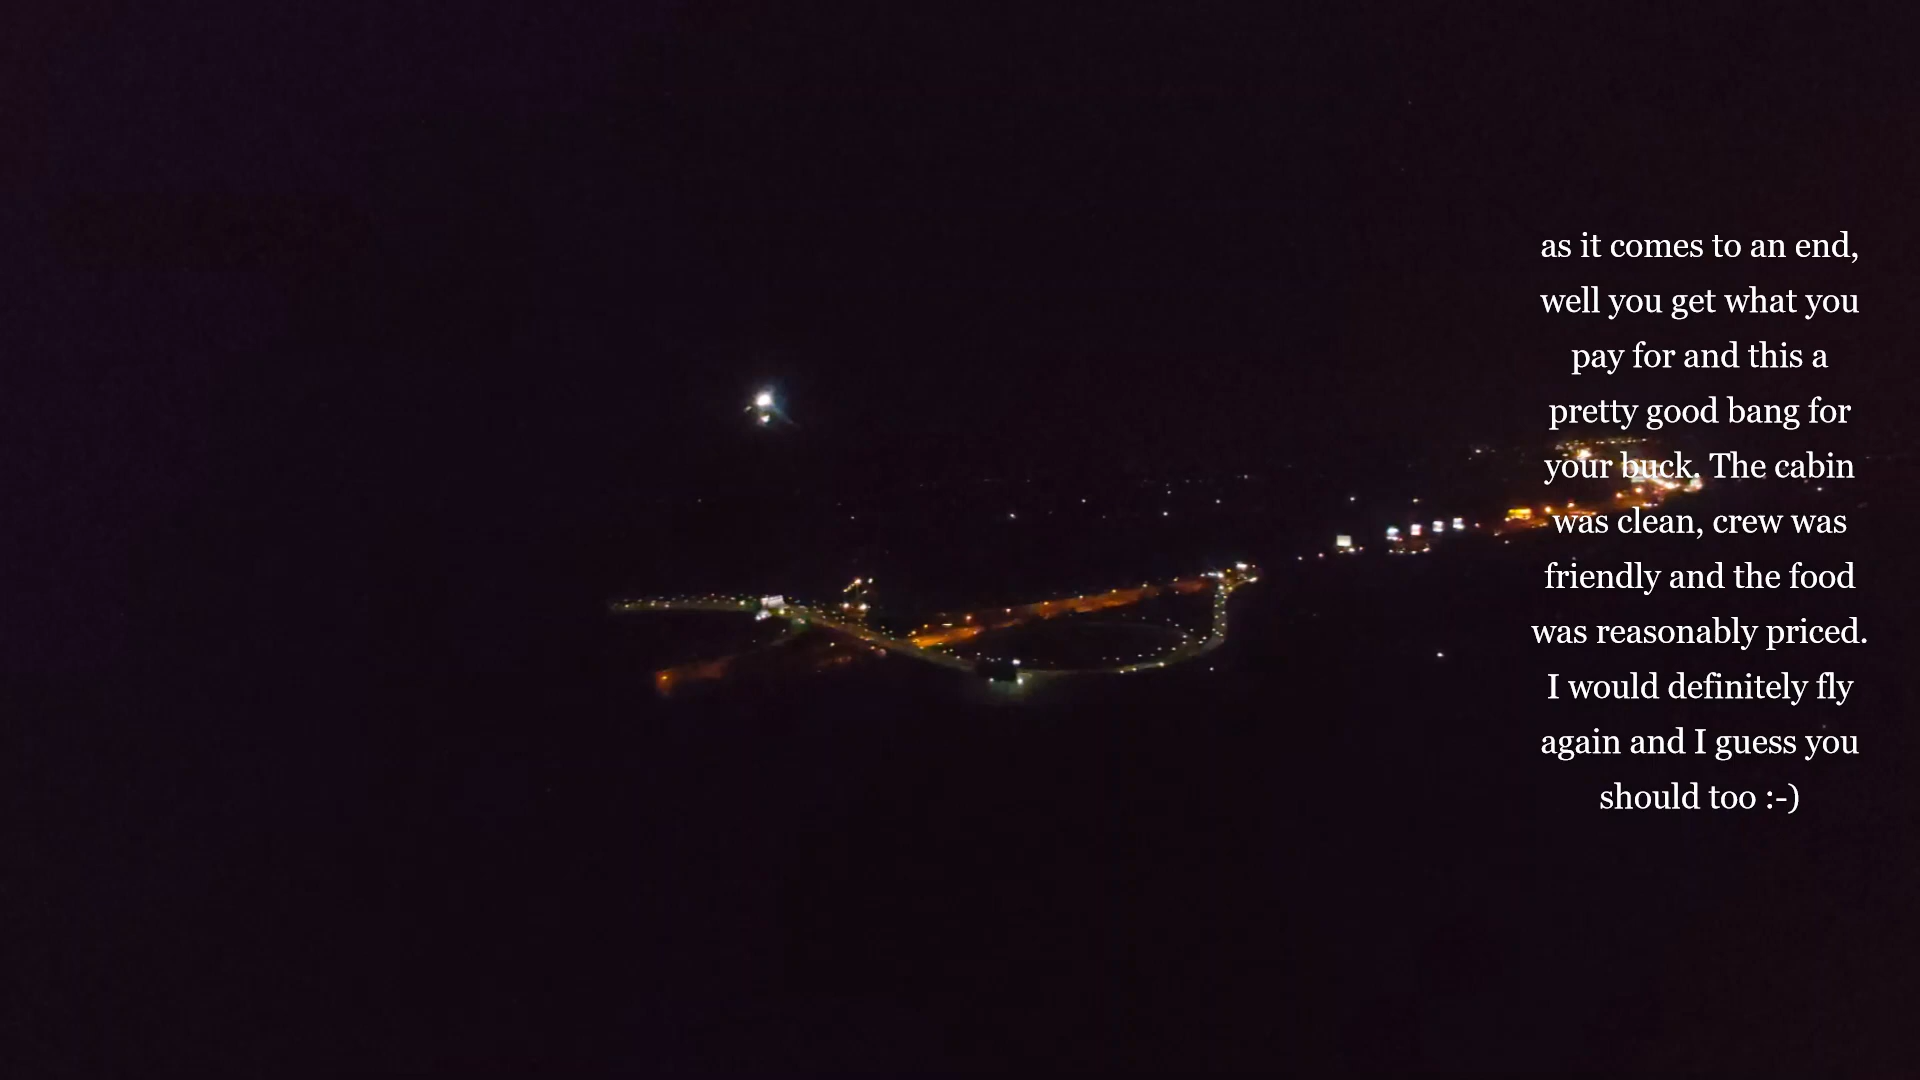 as it comes to an end,
well you get what you
pay for and this a
pretty good bang for
your buck. The cabin
was clean, crew was
friendly and the food
was reasonably priced.
I would definitely fly
again and I guess you
should too :-)